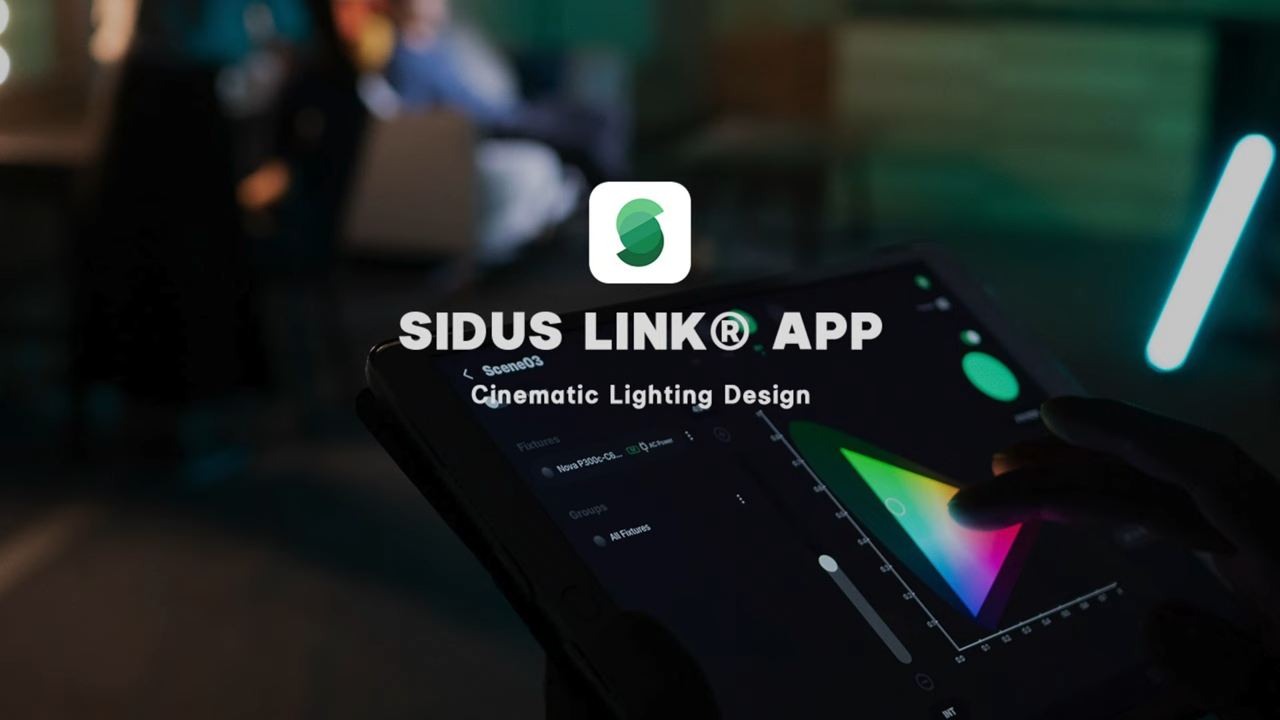 SIDUS LINK® APP
Cinematic Lighting Design
Scene03
Fixtures
Nova P300c-C6... AC Power
Groups
All Fixtures
INT